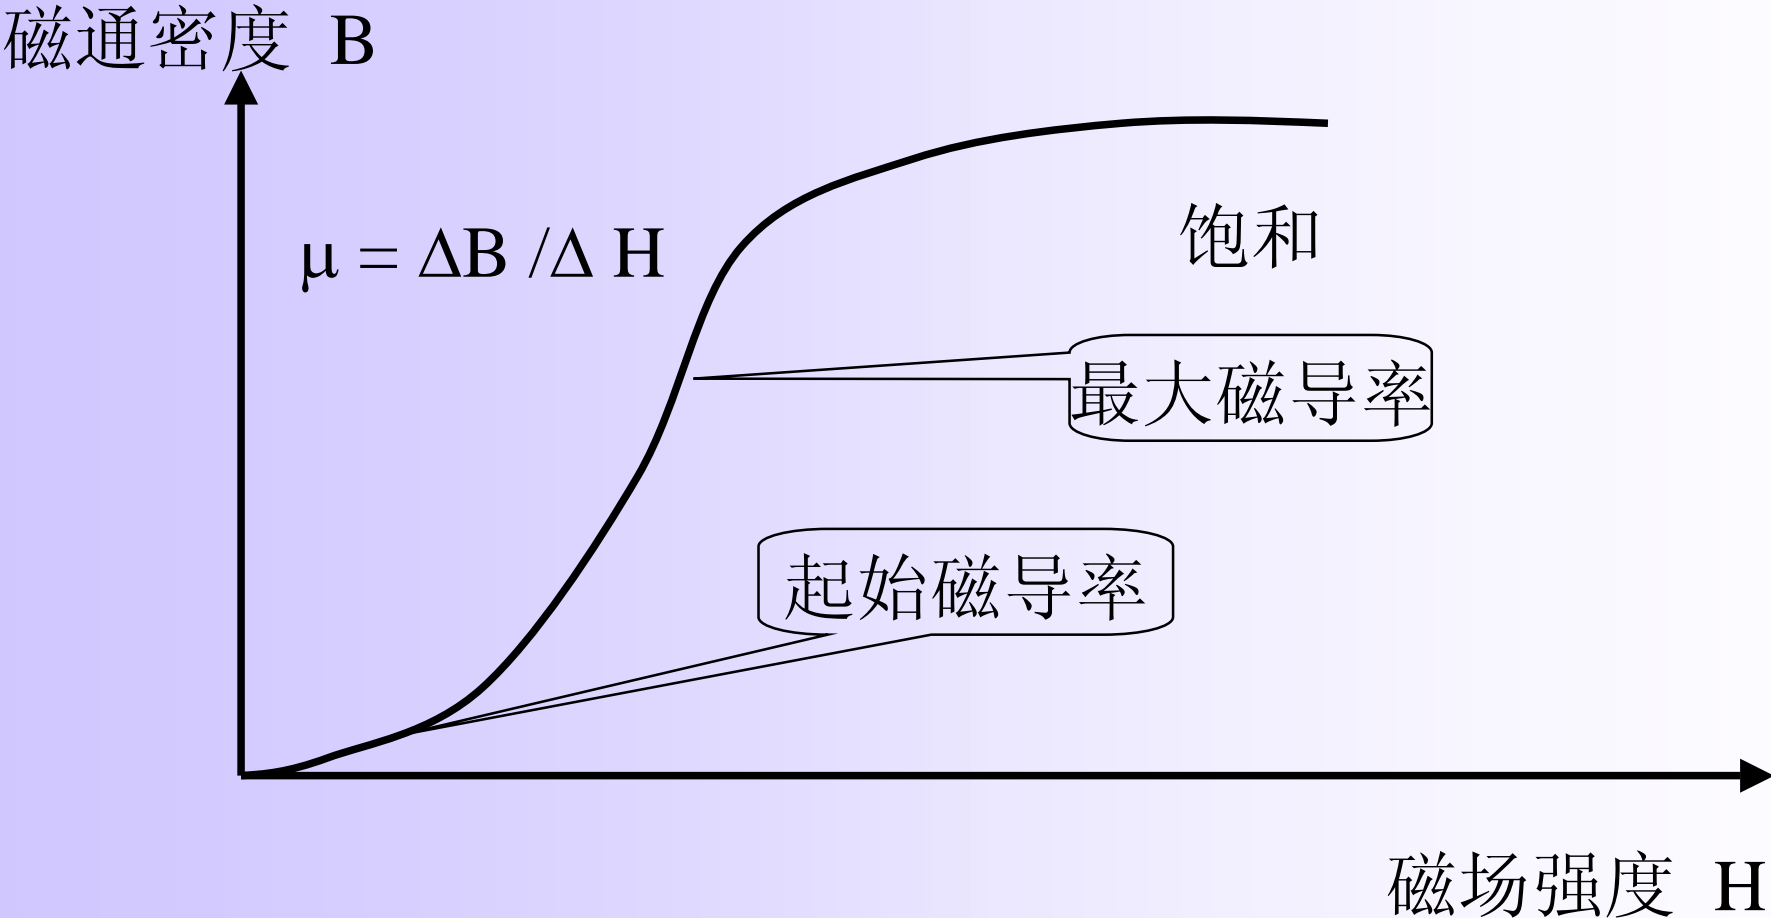 磁通密度 B
μ = ΔB /Δ H
饱和
最大磁导率
起始磁导率
磁场强度 H